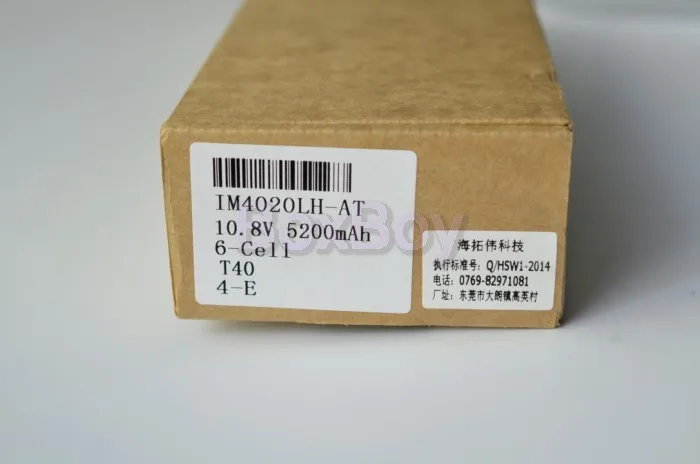 IM4020LH-AT
10.8V 5200mAh
6-Cell
T40
4-E
RoxBoy
海拓伟科技
执行标准号: Q/HSW1-2014
电话: 0769-82971081
厂址: 东莞市大朗镇高英村